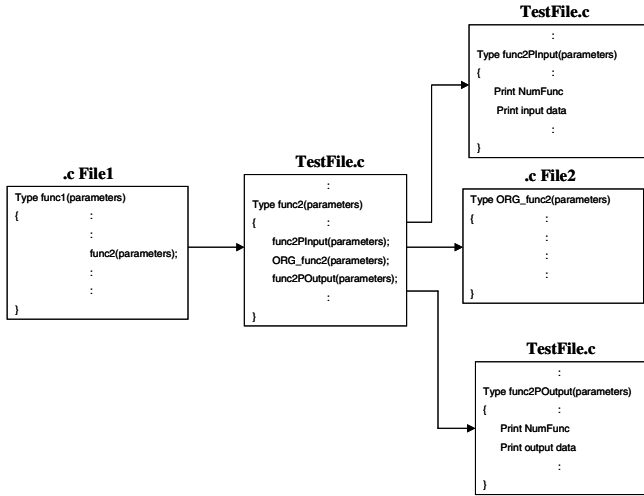 .c File1
Type func1(parameters)
{ :
:
func2(parameters);
:
:
}
TestFile.c
:
Type func2(parameters)
{ :
func2PInput(parameters);
ORG_func2(parameters);
func2POutput(parameters);
:
}
TestFile.c
:
Type func2PInput(parameters)
{ :
Print NumFunc
Print input data
:
}
.c File2
Type ORG_func2(parameters)
{ :
:
:
:
}
TestFile.c
:
Type func2POutput(parameters)
{ :
Print NumFunc
Print output data
:
}